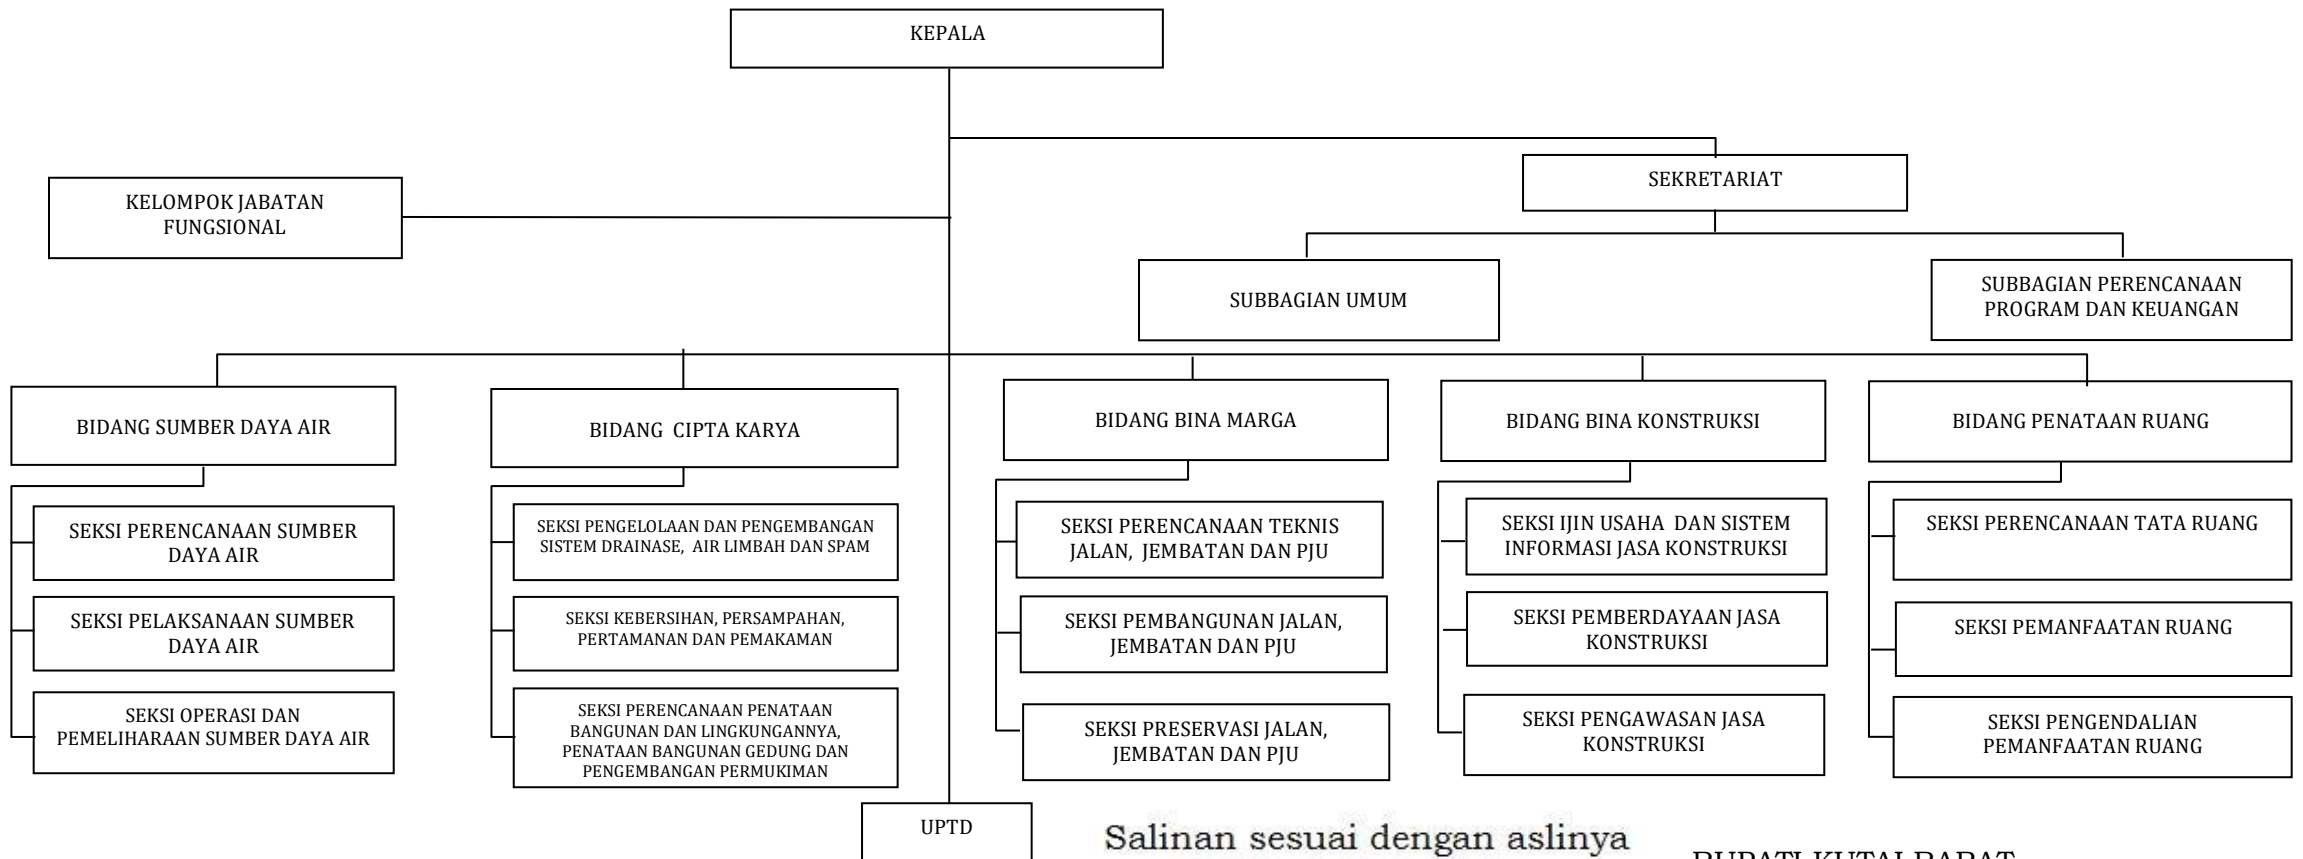 KEPALA
SEKRETARIAT
KELOMPOK JABATAN
FUNGSIONAL
SUBBAGIAN UMUM
SUBBAGIAN PERENCANAAN
PROGRAM DAN KEUANGAN
BIDANG SUMBER DAYA AIR
SEKSI PERENCANAAN SUMBER
DAYA AIR
SEKSI PELAKSANAAN SUMBER
DAYA AIR
SEKSI OPERASI DAN
PEMELIHARAAN SUMBER DAYA AIR
BIDANG CIPTA KARYA
SEKSI PENGELOLAAN DAN PENGEMBANGAN
SISTEM DRAINASE, AIR LIMBAH DAN SPAM
SEKSI KEBERSIHAN, PERSAMPAHAN,
PERTAMANAN DAN PEMAKAMAN
SEKSI PERENCANAAN PENATAAN
BANGUNAN DAN LINGKUNGANNYA,
PENATAAN BANGUNAN GEDUNG DAN
PENGEMBANGAN PERMUKIMAN
BIDANG BINA MARGA
SEKSI PERENCANAAN TEKNIS
JALAN, JEMBATAN DAN PJU
SEKSI PEMBANGUNAN JALAN,
JEMBATAN DAN PJU
SEKSI PRESERVASI JALAN,
JEMBATAN DAN PJU
BIDANG BINA KONSTRUKSI
SEKSI IJIN USAHA DAN SISTEM
INFORMASI JASA KONSTRUKSI
SEKSI PEMBERDAYAAN JASA
KONSTRUKSI
SEKSI PENGAWASAN JASA
KONSTRUKSI
BIDANG PENATAAN RUANG
SEKSI PERENCANAAN TATA RUANG
SEKSI PEMANFAATAN RUANG
SEKSI PENGENDALIAN
PEMANFAATAN RUANG
UPTD
Salinan sesuai dengan aslinya
BUPATI KUTAI BARAT